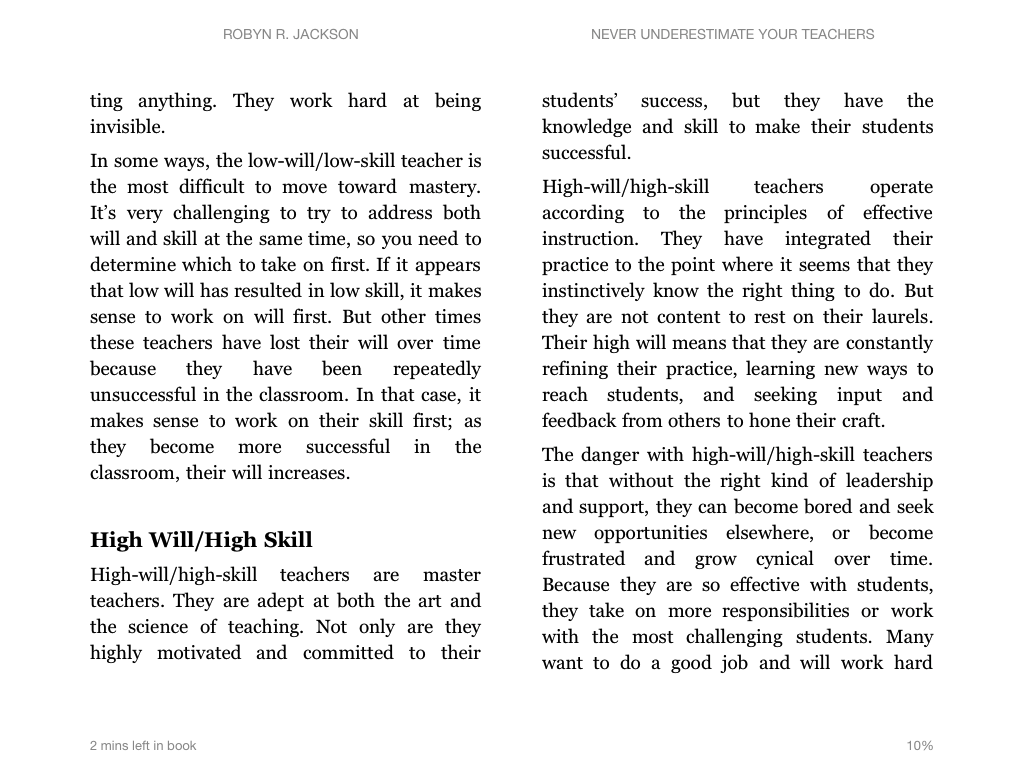 ROBYN R. JACKSON
NEVER UNDERESTIMATE YOUR TEACHERS
ting anything. They work hard at being
invisible.
In some ways, the low-will/low-skill teacher is
the most difficult to move toward mastery.
It’s very challenging to try to address both
will and skill at the same time, so you need to
determine which to take on first. If it appears
that low will has resulted in low skill, it makes
sense to work on will first. But other times
these teachers have lost their will over time
because they have been repeatedly
unsuccessful in the classroom. In that case, it
makes sense to work on their skill first; as
they become more successful in the
classroom, their will increases.
High Will/High Skill
High-will/high-skill teachers are master
teachers. They are adept at both the art and
the science of teaching. Not only are they
highly motivated and committed to their
students’ success, but they have the
knowledge and skill to make their students
successful.
High-will/high-skill teachers operate
according to the principles of effective
instruction. They have integrated their
practice to the point where it seems that they
instinctively know the right thing to do. But
they are not content to rest on their laurels.
Their high will means that they are constantly
refining their practice, learning new ways to
reach students, and seeking input and
feedback from others to hone their craft.
The danger with high-will/high-skill teachers
is that without the right kind of leadership
and support, they can become bored and seek
new opportunities elsewhere, or become
frustrated and grow cynical over time.
Because they are so effective with students,
they take on more responsibilities or work
with the most challenging students. Many
want to do a good job and will work hard
2 mins left in book
10%